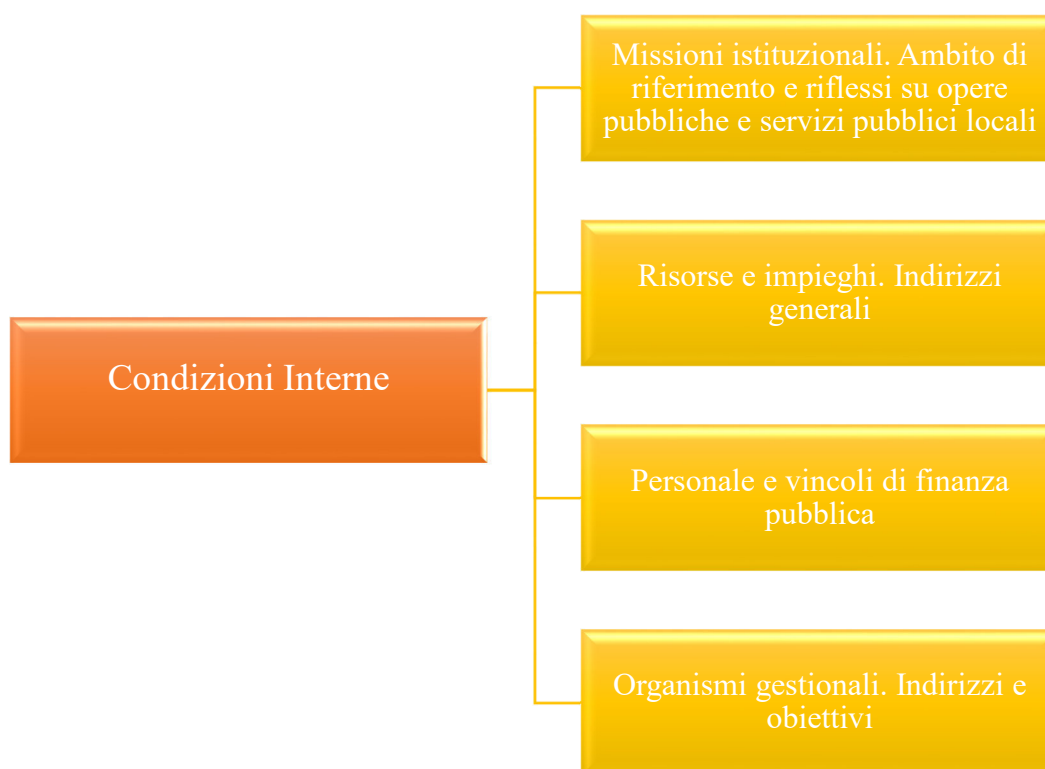 Missioni istituzionali. Ambito di
riferimento e riflessi su opere
pubbliche e servizi pubblici locali
Risorse e impieghi. Indirizzi
generali
Condizioni Interne
Personale e vincoli di finanza
pubblica
Organismi gestionali. Indirizzi e
obiettivi